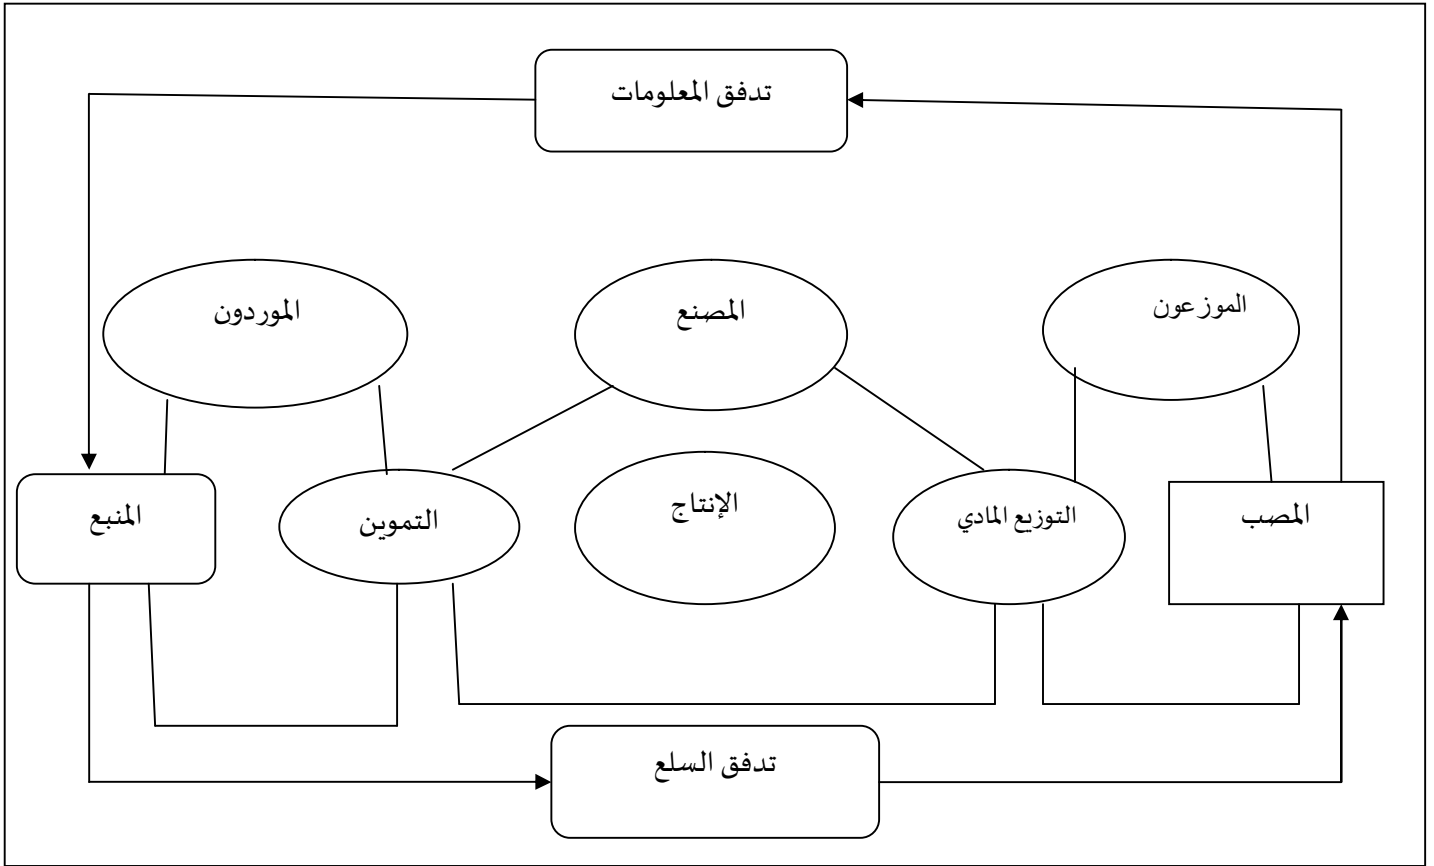 تدفق المعلومات
الموزعون
المصنع
الموردون
المصب
التوزيع المادي
الإنتاج
التموين
المنبع
تدفق السلع